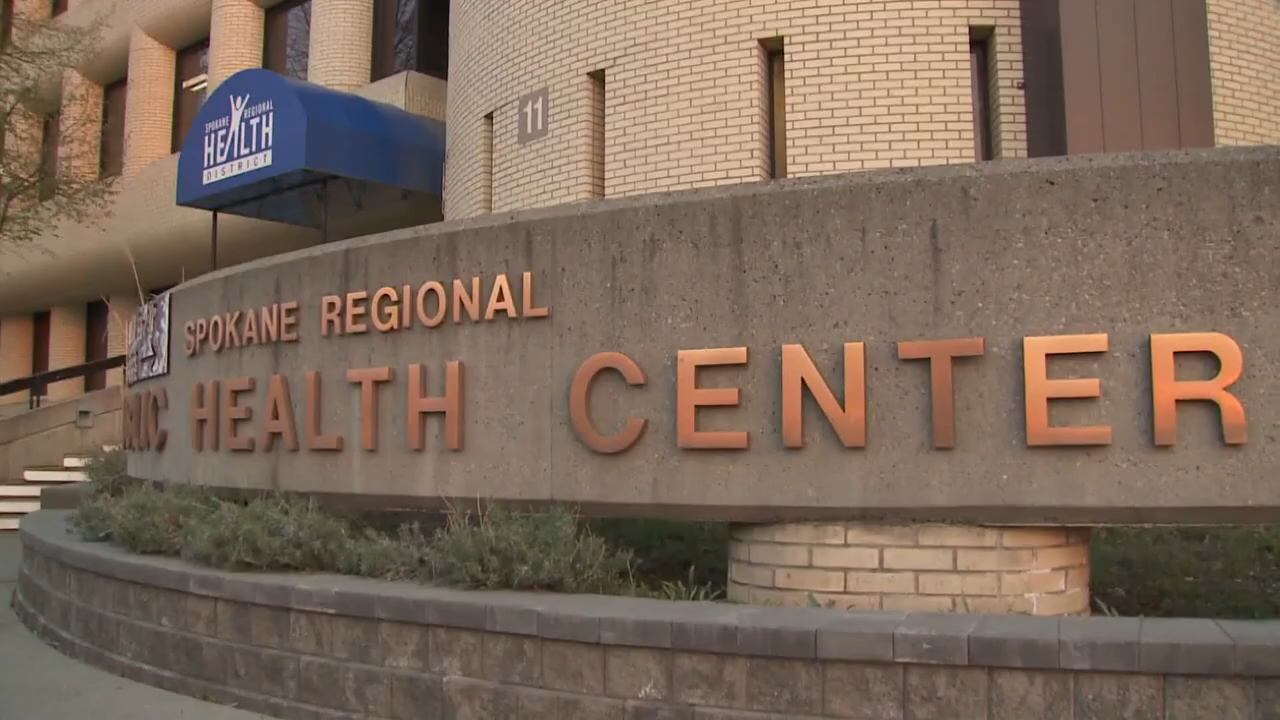 SPOKANE REGIONAL
HEALTH
DISTRICT
11
SPOKANE REGIONAL
HEALTH CENTER